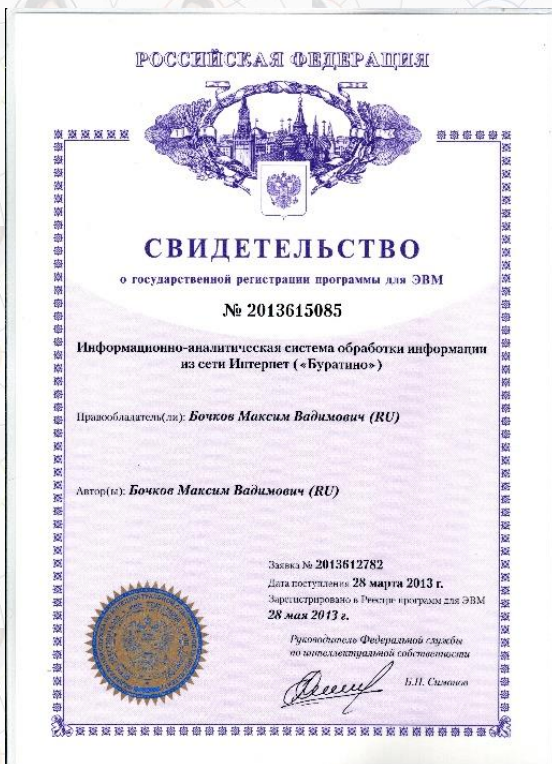 РОССИЙСКАЯ ФЕДЕРАЦИЯ
СВИДЕТЕЛЬСТВО
о государственной регистрации программы для ЭВМ
№ 2013615085
Информационно-аналитическая система обработки информации
из сети Интернет («Буратино»)
Правообладатель(ли): Бочков Максим Вадимович (RU)
Автор(ы): Бочков Максим Вадимович (RU)
Заявка № 2013612782
Дата поступления 28 марта 2013 г.
Зарегистрировано в Реестре программ для ЭВМ
28 мая 2013 г.
Руководитель Федеральной службы
по интеллектуальной собственности
Б.П. Симонов